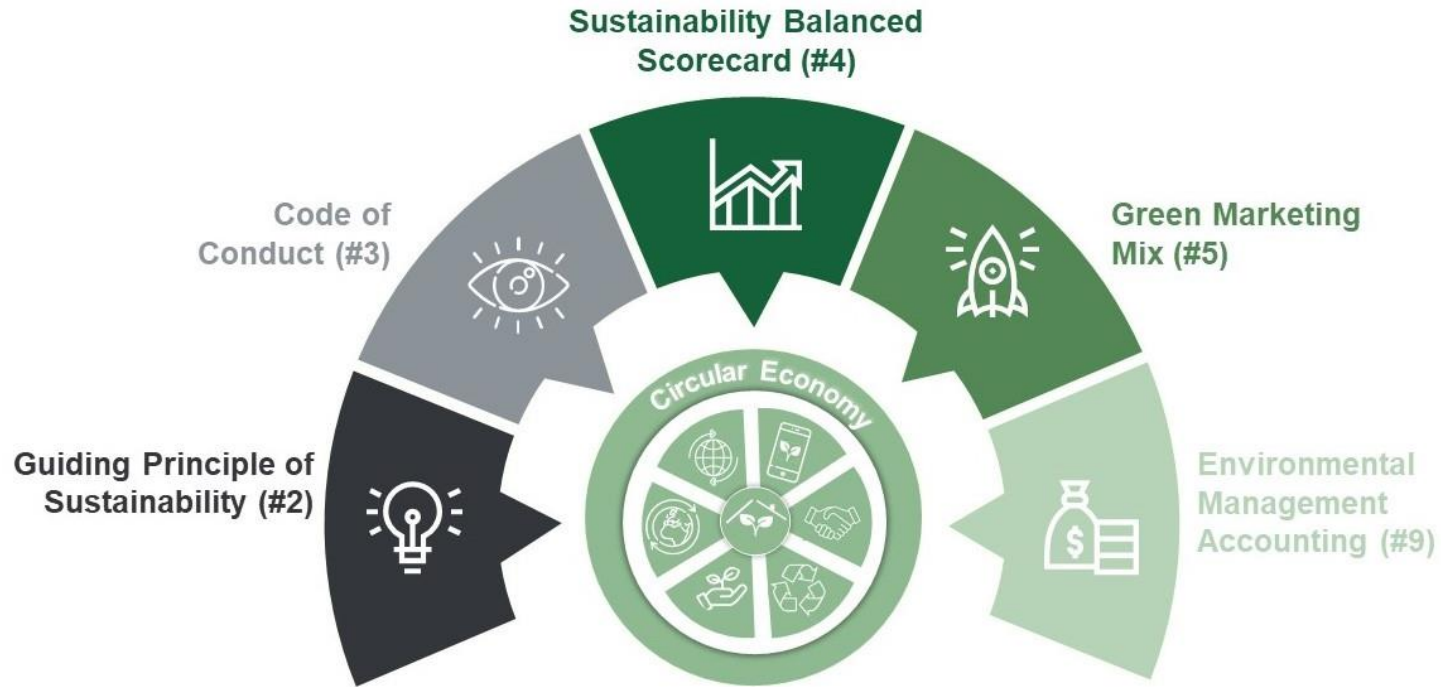 Sustainability Balanced
Scorecard (#4)
Code of
Conduct (#3)
Green Marketing
Mix (#5)
Circular Economy
Guiding Principle of
Sustainability (#2)
Environmental
Management
Accounting (#9)
$